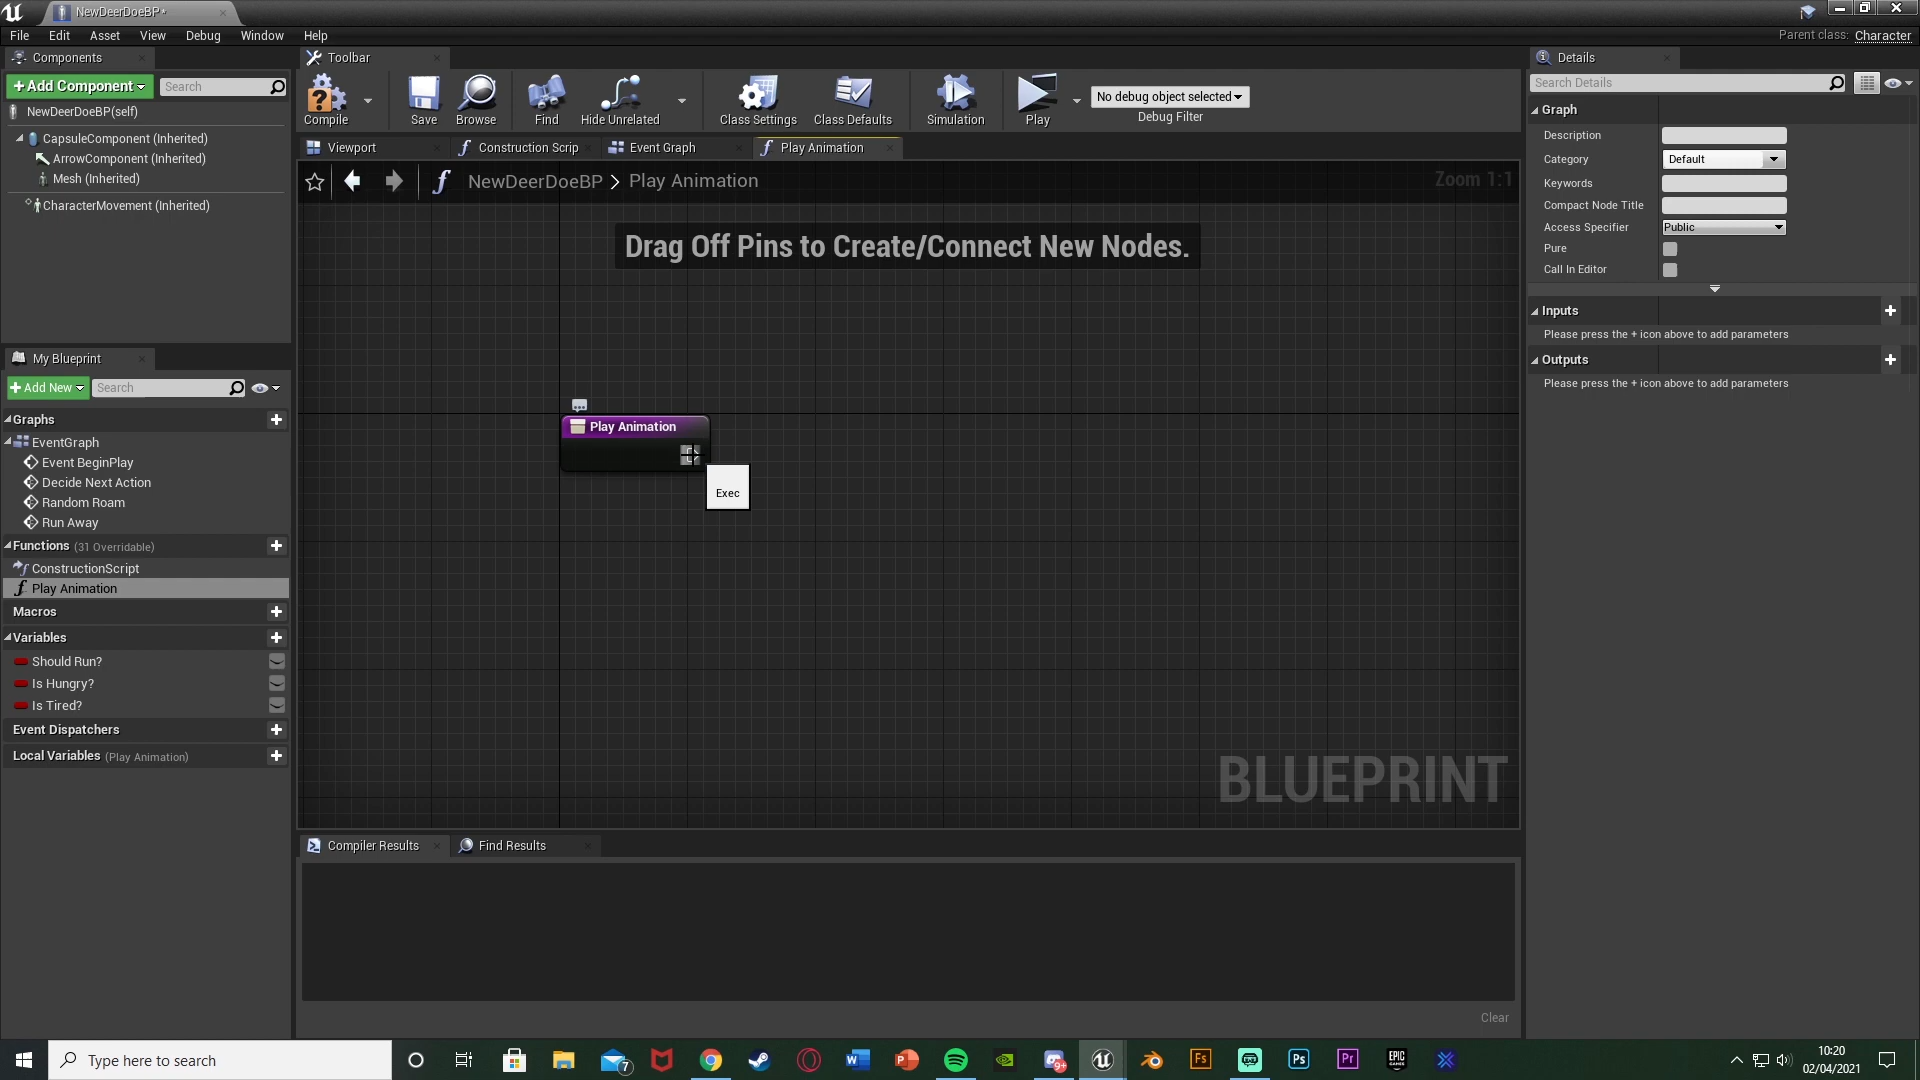 NewDeerDoeBP*
File Edit Asset View Debug Window Help
Parent class: Character
Components
+Add Component
Search
NewDeerDoeBP(self)
CapsuleComponent (Inherited)
ArrowComponent (Inherited)
Mesh (Inherited)
CharacterMovement (Inherited)
My Blueprint
+Add New
Search
Graphs
EventGraph
Event BeginPlay
Decide Next Action
Random Roam
Run Away
Functions (31 Overridable)
ConstructionScript
Play Animation
Macros
Variables
Should Run?
Is Hungry?
Is Tired?
Event Dispatchers
Local Variables (Play Animation)
Toolbar
Compile Save Browse Find Hide Unrelated Class Settings Class Defaults Simulation Play
No debug object selected
Debug Filter
Viewport Construction Scrip Event Graph Play Animation
NewDeerDoeBP > Play Animation
Zoom 1:1
Drag Off Pins to Create/Connect New Nodes.
Play Animation
Exec
BLUEPRINT
Compiler Results Find Results
Clear
Details
Search Details
Graph
Description
Category Default
Keywords
Compact Node Title
Access Specifier Public
Pure
Call In Editor
Inputs
Please press the + icon above to add parameters
Outputs
Please press the + icon above to add parameters
Type here to search
7
W
P
9+
Fs
Ps
Pr
EPIC GAMES
10:20
02/04/2021